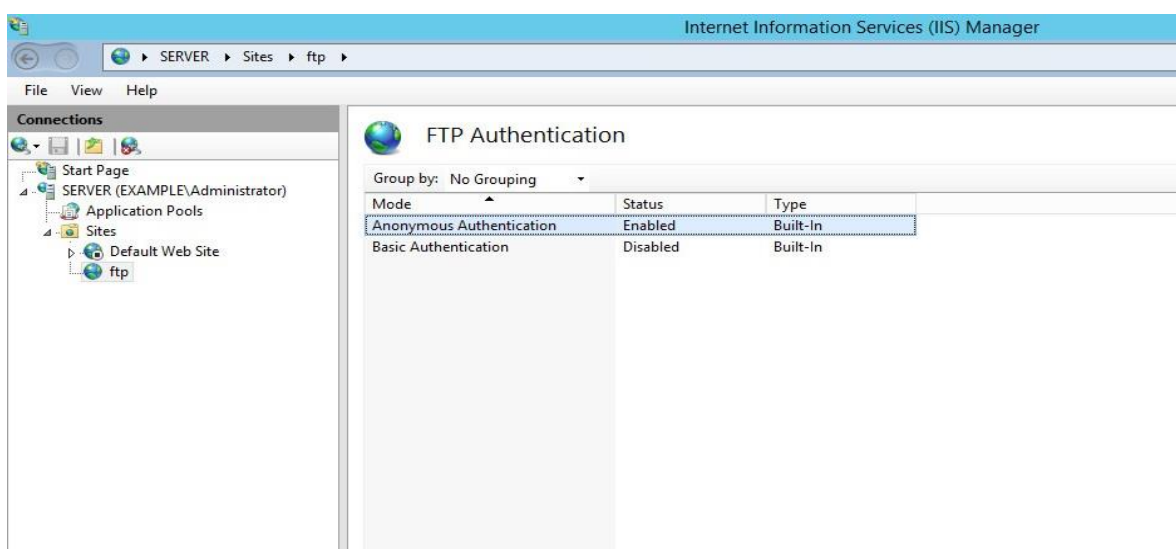 Internet Information Services (IIS) Manager
SERVER Sites ftp
File View Help
Connections
Start Page
SERVER (EXAMPLE\Administrator)
Application Pools
Sites
Default Web Site
ftp
FTP Authentication
Group by: No Grouping
Mode Status Type
Anonymous Authentication Enabled Built-In
Basic Authentication Disabled Built-In